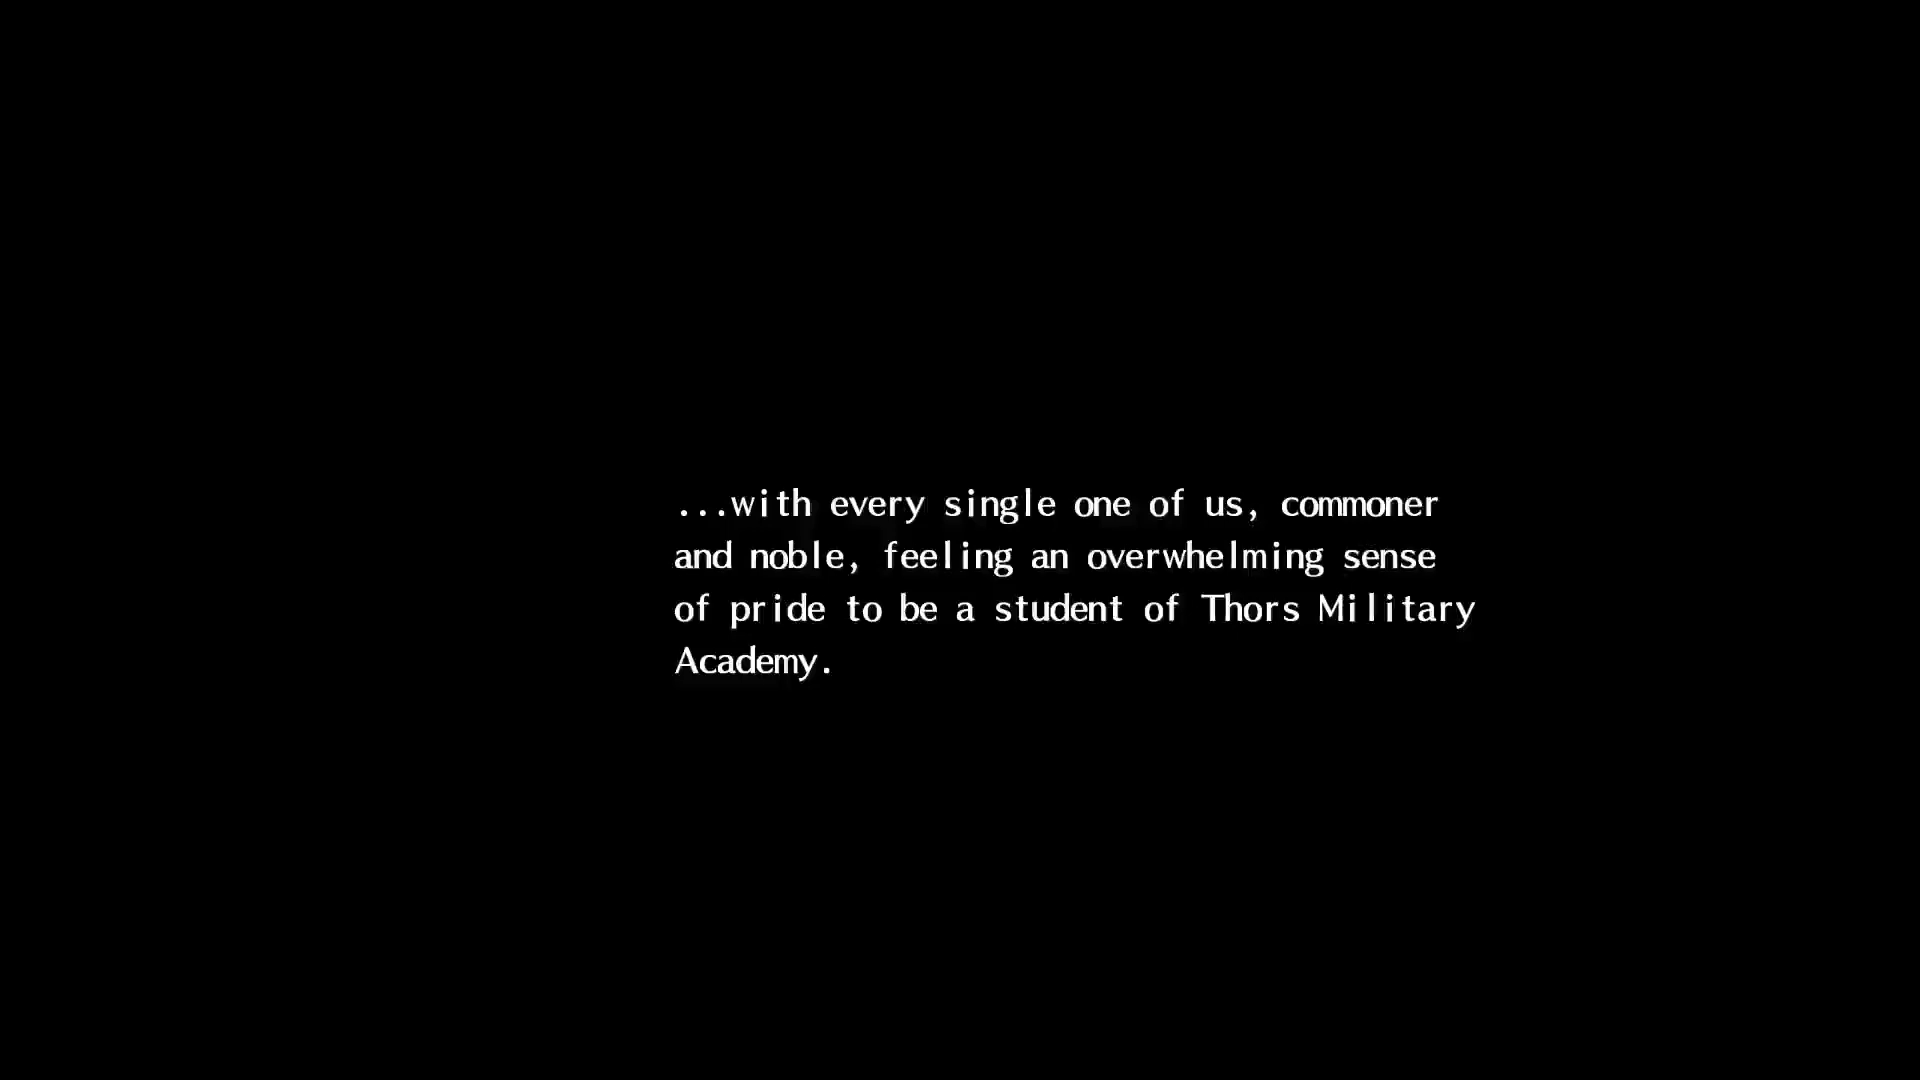 ...with every single one of us, commoner
and noble, feeling an overwhelming sense
of pride to be a student of Thors Military
Academy.